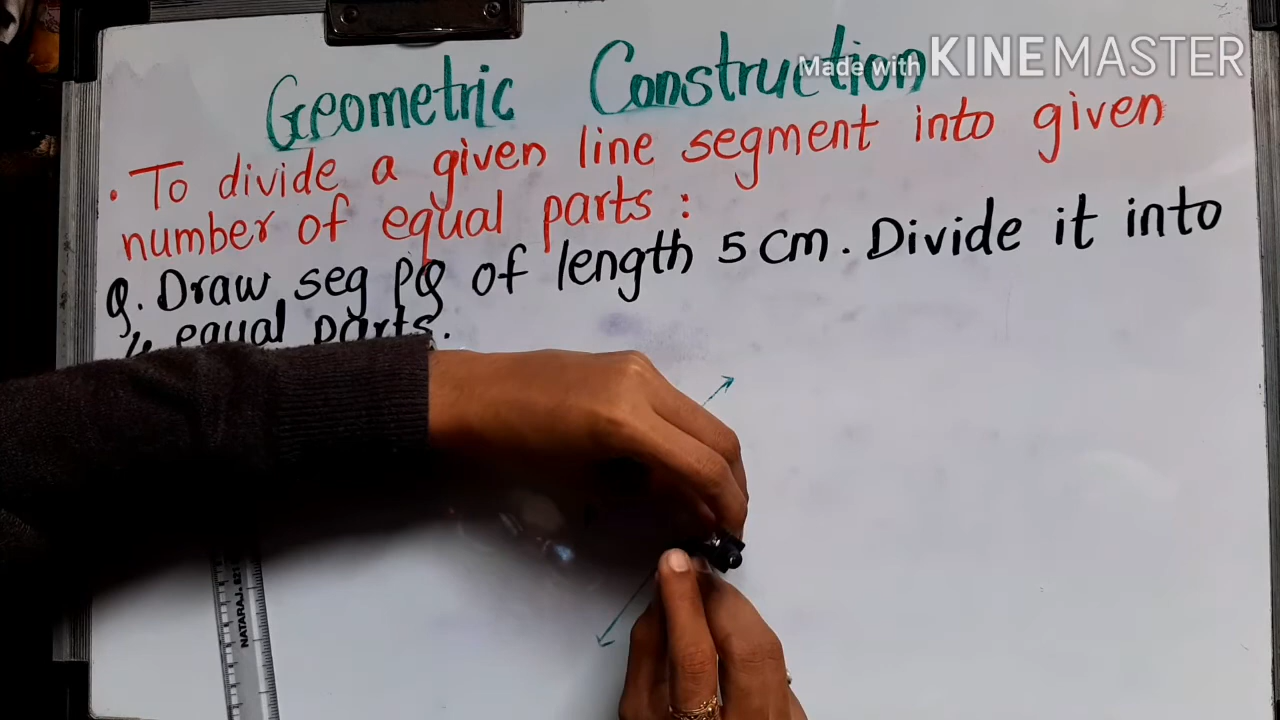 Made with KINEMASTER
Geometric Construction
• To divide a given line segment into given
number of equal parts :
Q. Draw seg PQ of length 5 cm. Divide it into
equal parts.
NATARAJ 621